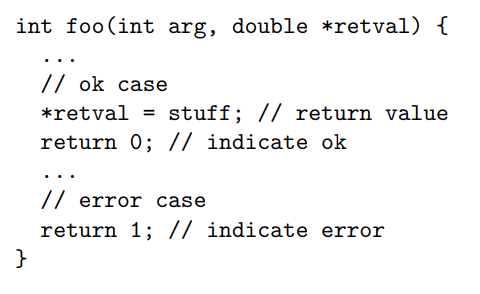 int foo(int arg, double *retval) {
  ...
  // ok case
  *retval = stuff; // return value
  return 0; // indicate ok
  ...
  // error case
  return 1; // indicate error
}